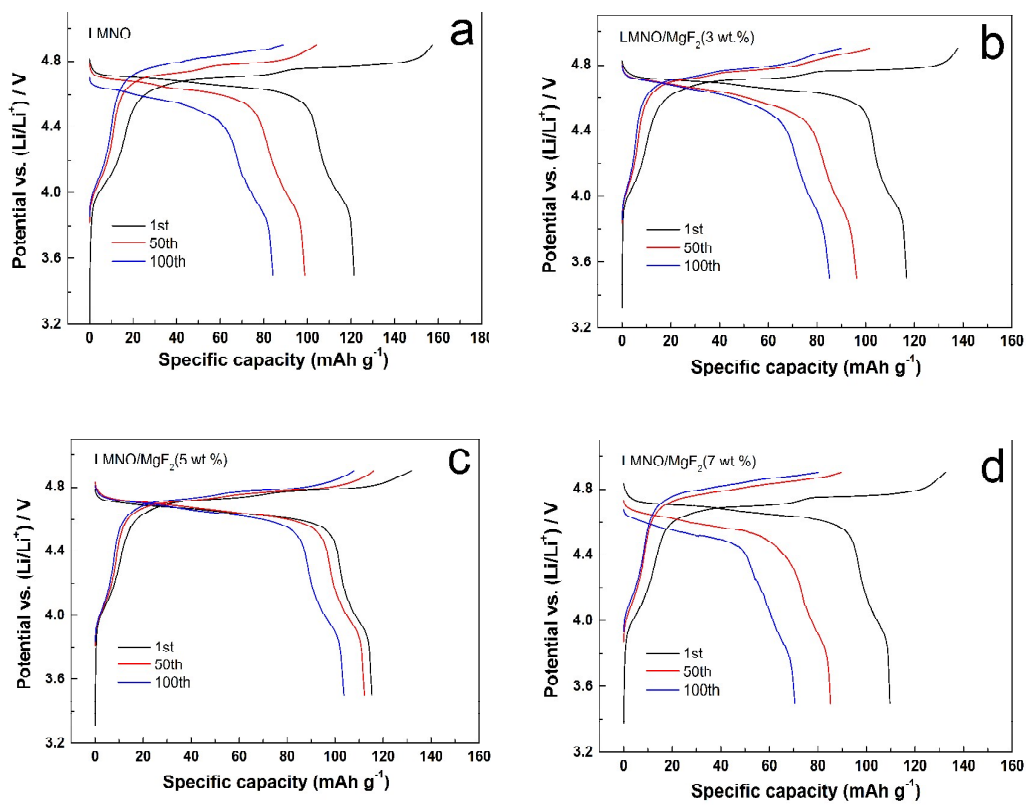 LMNO
a
4.8
4.4
4.0
3.6
3.2
Potential vs. (Li/Li⁺) / V
1st
50th
100th
0 20 40 60 80 100 120 140 160 180
Specific capacity (mAh g⁻¹)
LMNO/MgF₂(3 wt.%)
b
4.8
4.4
4.0
3.6
3.2
Potential vs. (Li/Li⁺) / V
1st
50th
100th
0 20 40 60 80 100 120 140 160
Specific capacity (mAh g⁻¹)
LMNO/MgF₂(5 wt %)
c
4.8
4.4
4.0
3.6
3.2
Potential vs. (Li/Li⁺) / V
1st
50th
100th
0 20 40 60 80 100 120 140 160
Specific capacity (mAh g⁻¹)
LMNO/MgF₂(7 wt %)
d
4.8
4.4
4.0
3.6
3.2
Potential vs. (Li/Li⁺) / V
1st
50th
100th
0 20 40 60 80 100 120 140 160
Specific capacity (mAh g⁻¹)